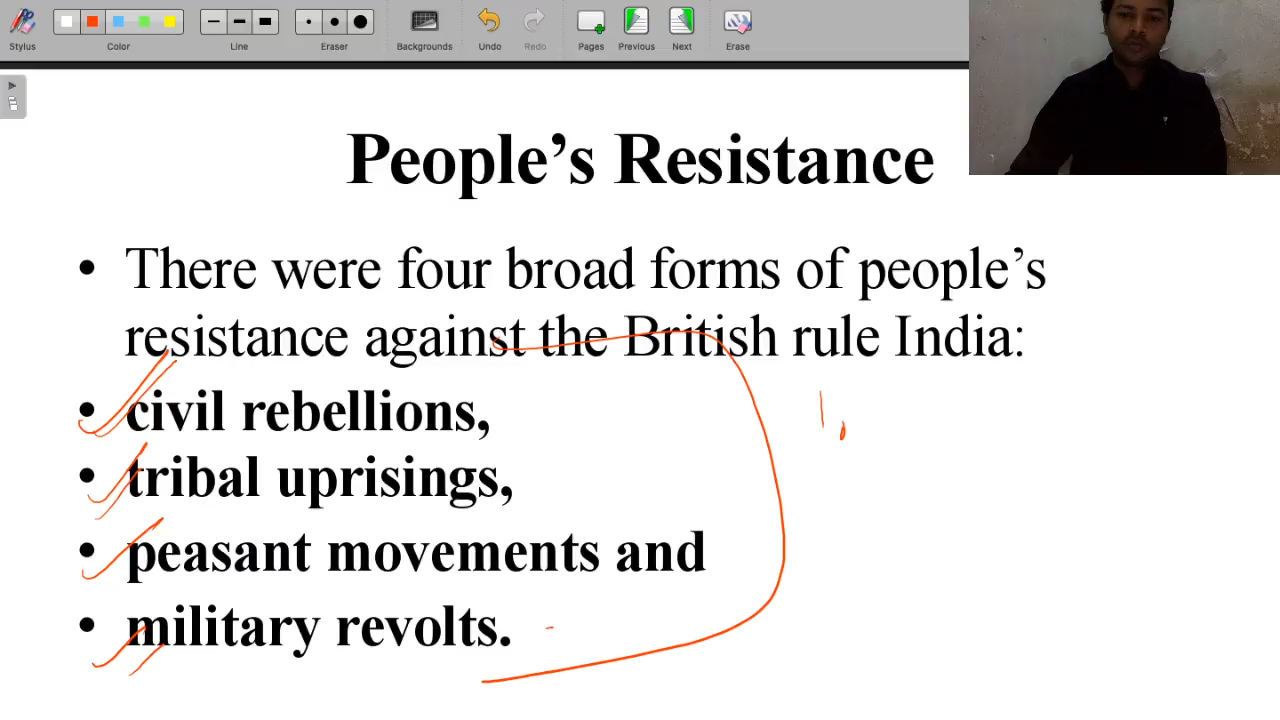 Stylus
Color
Line
Eraser
Backgrounds
Undo
Redo
Pages
Previous
Next
Erase
People’s Resistance
• There were four broad forms of people’s
resistance against the British rule India:
• civil rebellions,
• tribal uprisings,
• peasant movements and
• military revolts.
1.